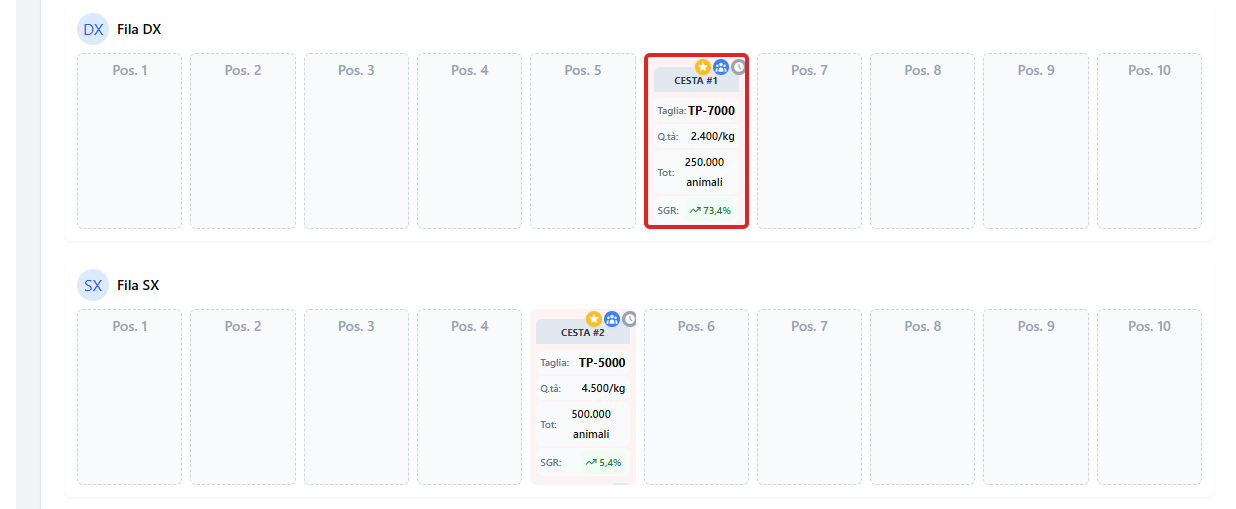 DX Fila DX
Pos. 1 Pos. 2 Pos. 3 Pos. 4 Pos. 5 Pos. 7 Pos. 8 Pos. 9 Pos. 10
CESTA #1
Taglia: TP-7000
Q.tà: 2.400/kg
Tot: 250.000
animali
SGR: 73,4%
SX Fila SX
Pos. 1 Pos. 2 Pos. 3 Pos. 4 Pos. 6 Pos. 7 Pos. 8 Pos. 9 Pos. 10
CESTA #2
Taglia: TP-5000
Q.tà: 4.500/kg
Tot: 500.000
animali
SGR: 5,4%